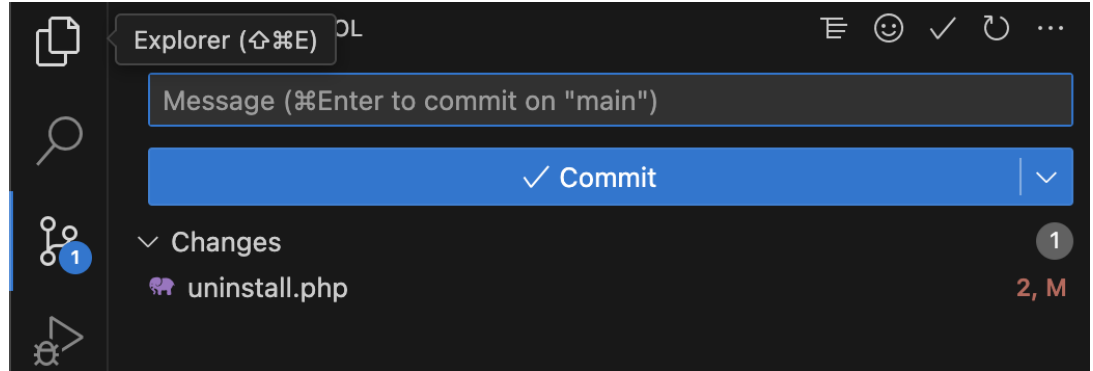 Explorer (⇧⌘E) OL
Message (⌘Enter to commit on "main")
✓ Commit
Changes 1
1
uninstall.php 2, M